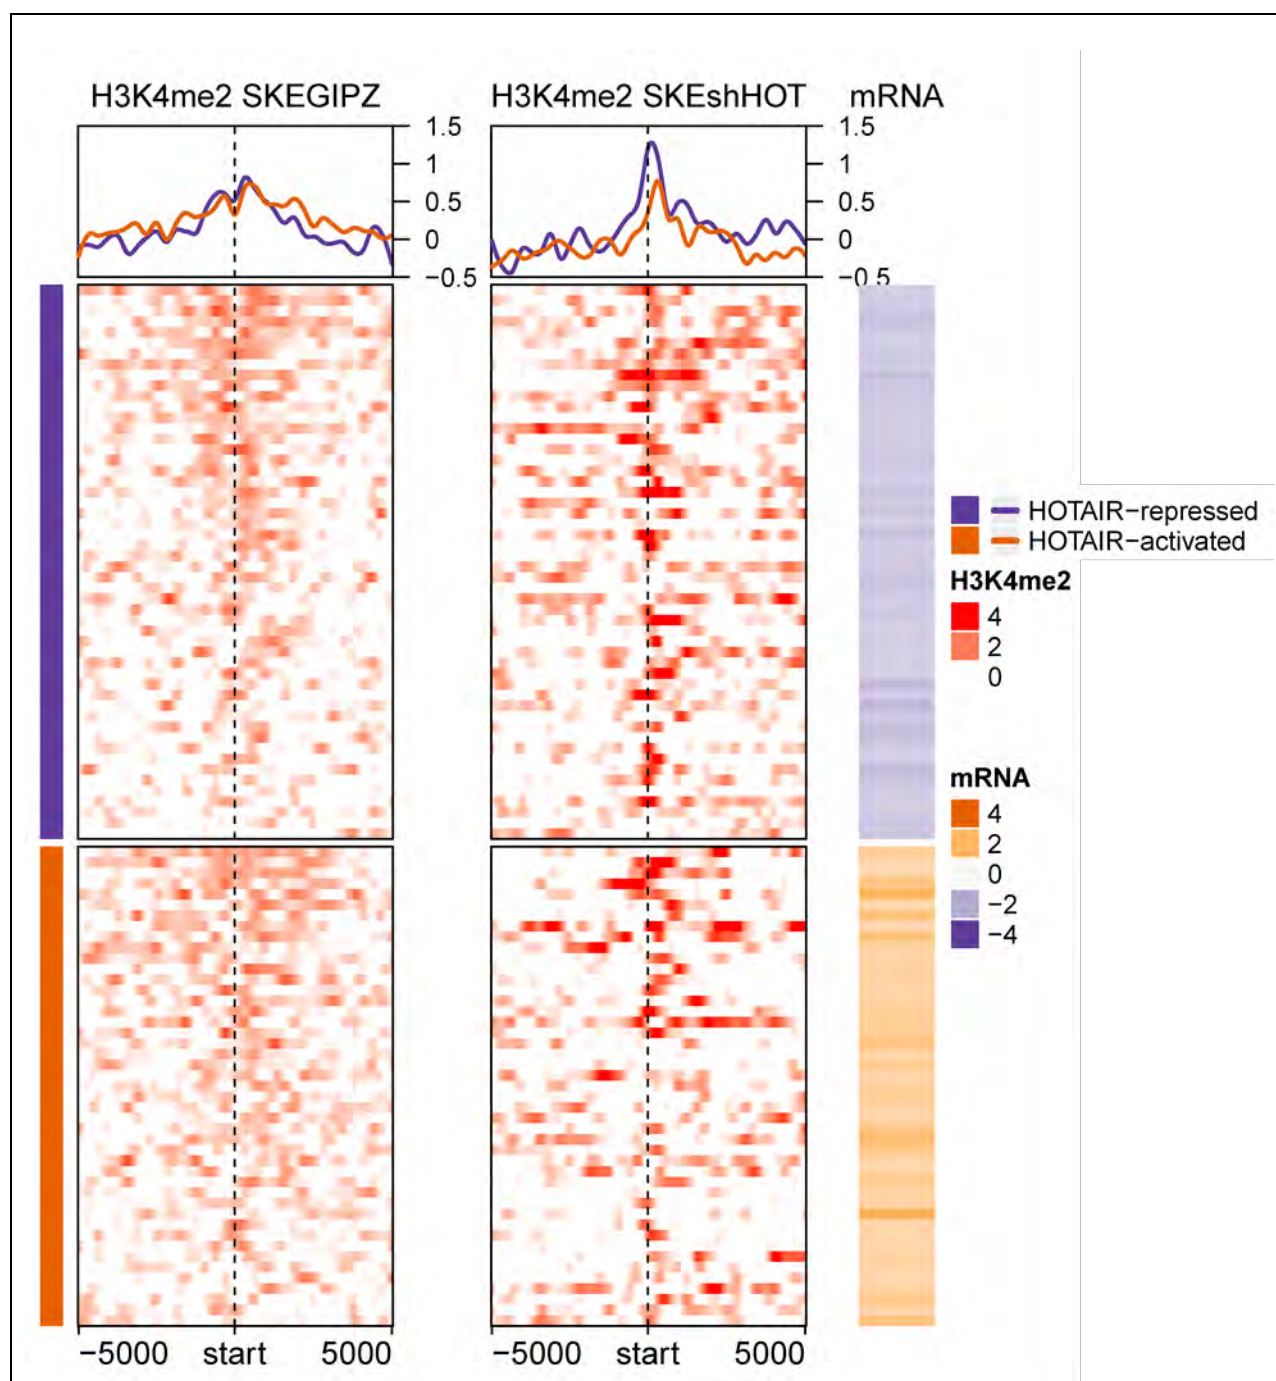 H3K4me2 SKEGIPZ H3K4me2 SKEshHOT mRNA
1.5 1.5
1 1
0.5 0.5
0 0
−0.5 −0.5
HOTAIR−repressed
HOTAIR−activated
H3K4me2
4
2
0
mRNA
4
2
0
−2
−4
−5000 start 5000 −5000 start 5000